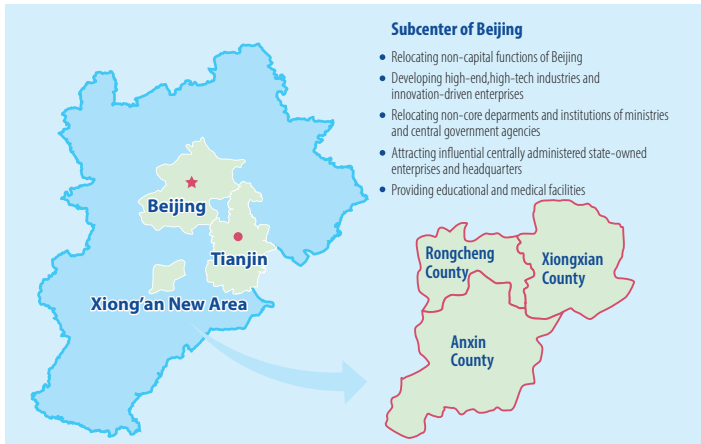 Subcenter of Beijing
Relocating non-capital functions of Beijing
Developing high-end,high-tech industries and
innovation-driven enterprises
Relocating non-core deparments and institutions of ministries
and central government agencies
Attracting influential centrally administered state-owned
enterprises and headquarters
Providing educational and medical facilities
Beijing
Tianjin
Xiong'an New Area
Rongcheng
County
Xiongxian
County
Anxin
County